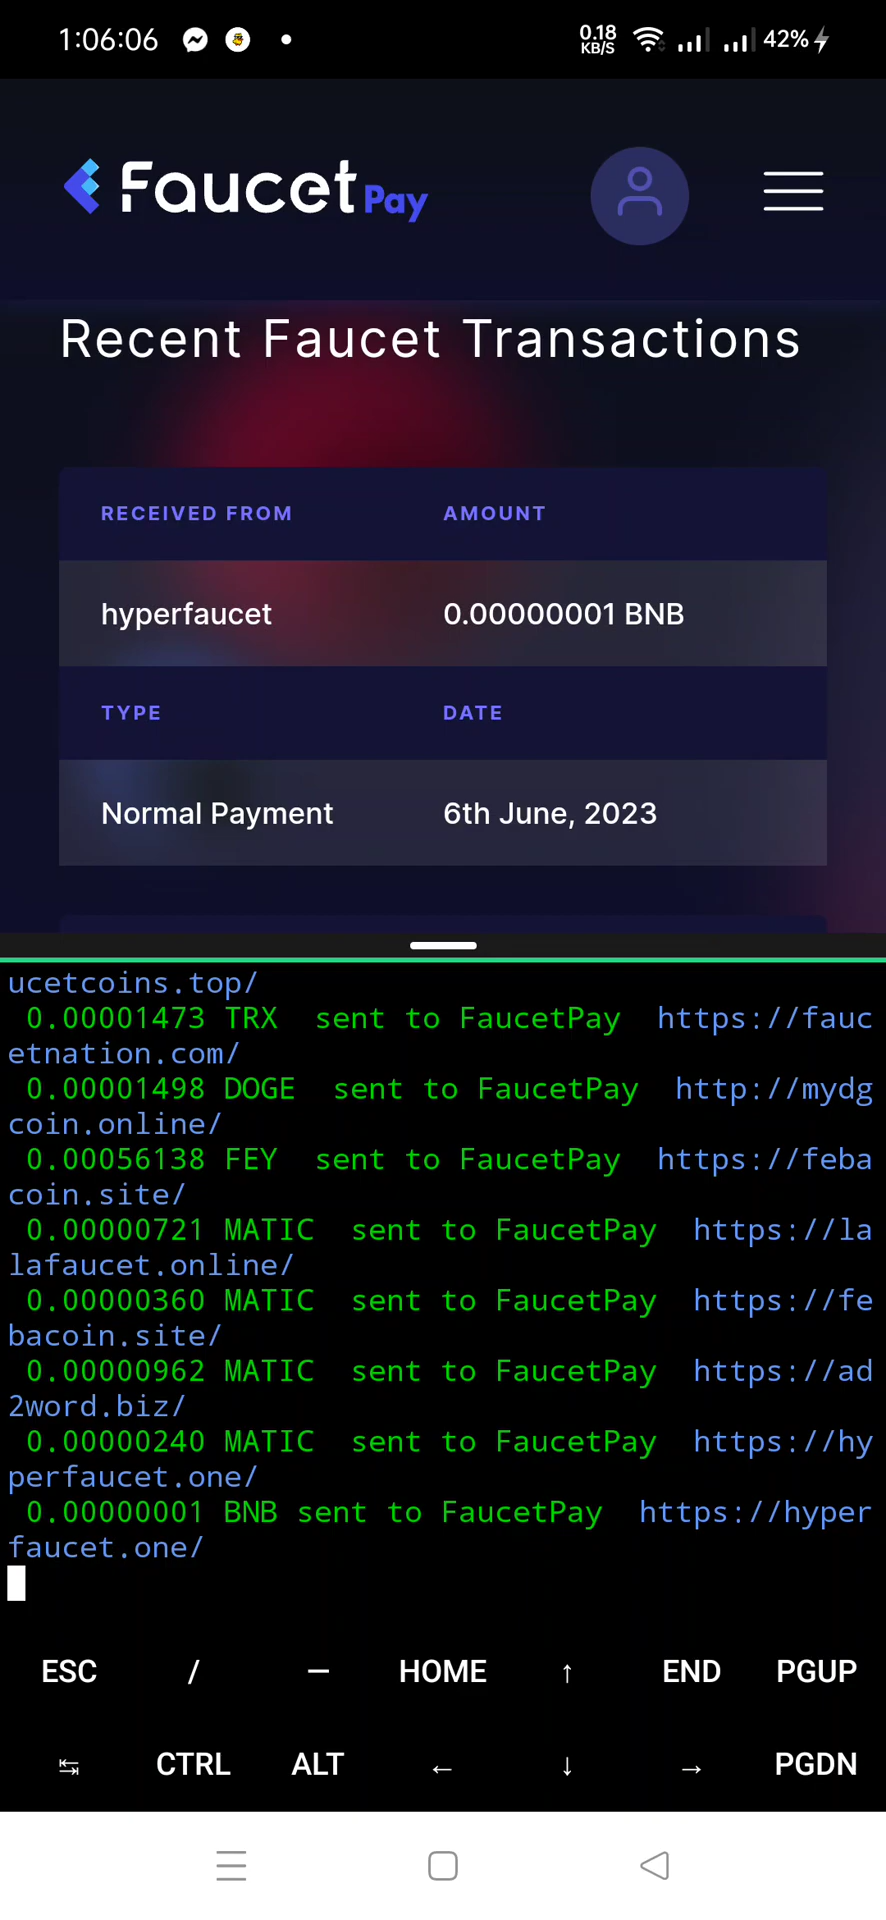 1:06:06 0.18 KB/S 42%
Faucet Pay
Recent Faucet Transactions
RECEIVED FROM AMOUNT
hyperfaucet 0.00000001 BNB
TYPE DATE
Normal Payment 6th June, 2023
ucetcoins.top/
0.00001473 TRX sent to FaucetPay https://fauc
etnation.com/
0.00001498 DOGE sent to FaucetPay http://mydg
coin.online/
0.00056138 FEY sent to FaucetPay https://feba
coin.site/
0.00000721 MATIC sent to FaucetPay https://la
lafaucet.online/
0.00000360 MATIC sent to FaucetPay https://fe
bacoin.site/
0.00000962 MATIC sent to FaucetPay https://ad
2word.biz/
0.00000240 MATIC sent to FaucetPay https://hy
perfaucet.one/
0.00000001 BNB sent to FaucetPay https://hyper
faucet.one/
ESC / — HOME ↑ END PGUP
↹ CTRL ALT ← ↓ → PGDN